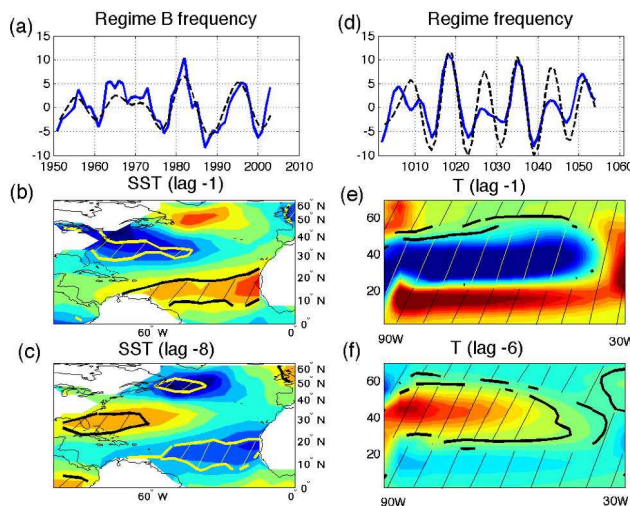 (a) Regime B frequency
15
10
5
0
-5
-10
1950 1960 1970 1980 1990 2000 2010
(b) SST (lag -1)
60° N
50° N
40° N
30° N
20° N
10° N
0°
60° W 0°
(c) SST (lag -8)
60° N
50° N
40° N
30° N
20° N
10° N
0°
60° W 0°
(d) Regime frequency
15
10
5
0
-5
-10
1010 1020 1030 1040 1050 1060
(e) T (lag -1)
60
40
20
90W 30W
(f) T (lag -6)
60
40
20
90W 30W